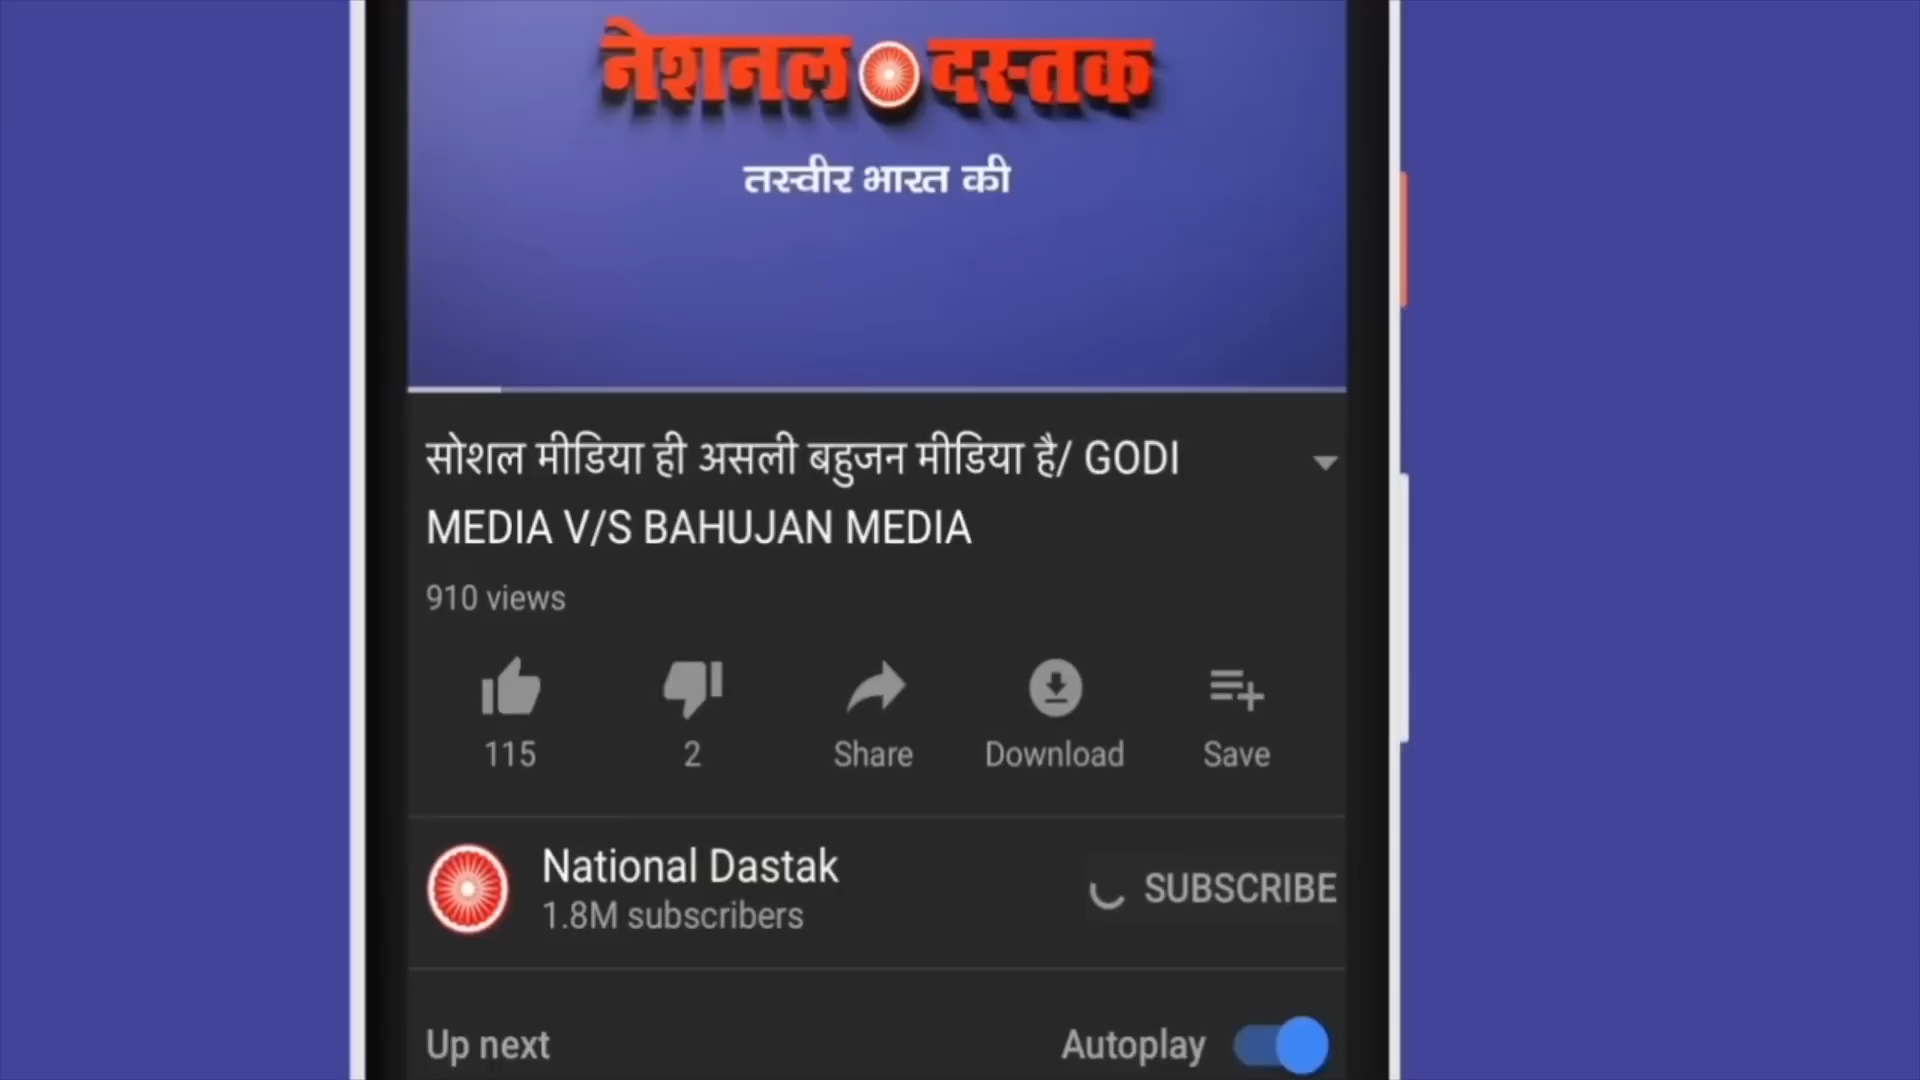 नेशनल दस्तक
तस्वीर भारत की
सोशल मीडिया ही असली बहुजन मीडिया है/ GODI
MEDIA V/S BAHUJAN MEDIA
910 views
115 2 Share Download Save
National Dastak
1.8M subscribers
SUBSCRIBE
Up next Autoplay